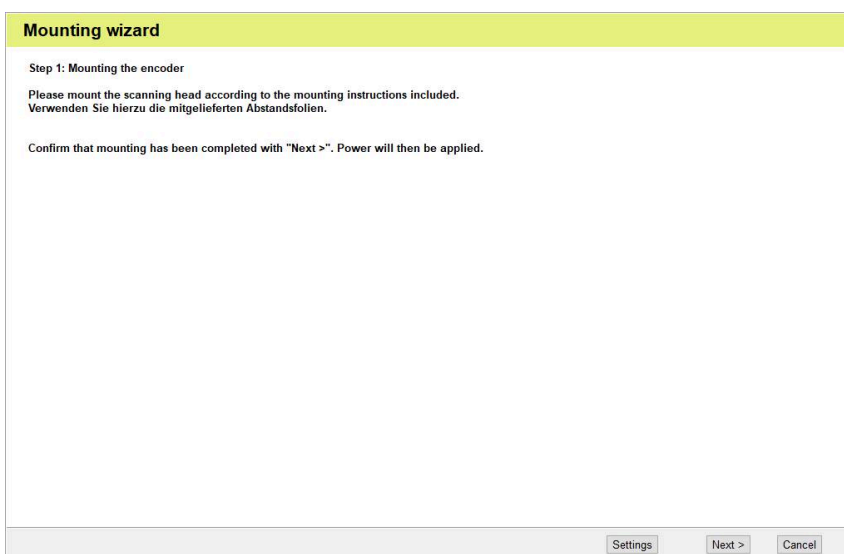 Mounting wizard
Step 1: Mounting the encoder
Please mount the scanning head according to the mounting instructions included.
Verwenden Sie hierzu die mitgelieferten Abstandsfolien.
Confirm that mounting has been completed with "Next >". Power will then be applied.
Settings Next > Cancel